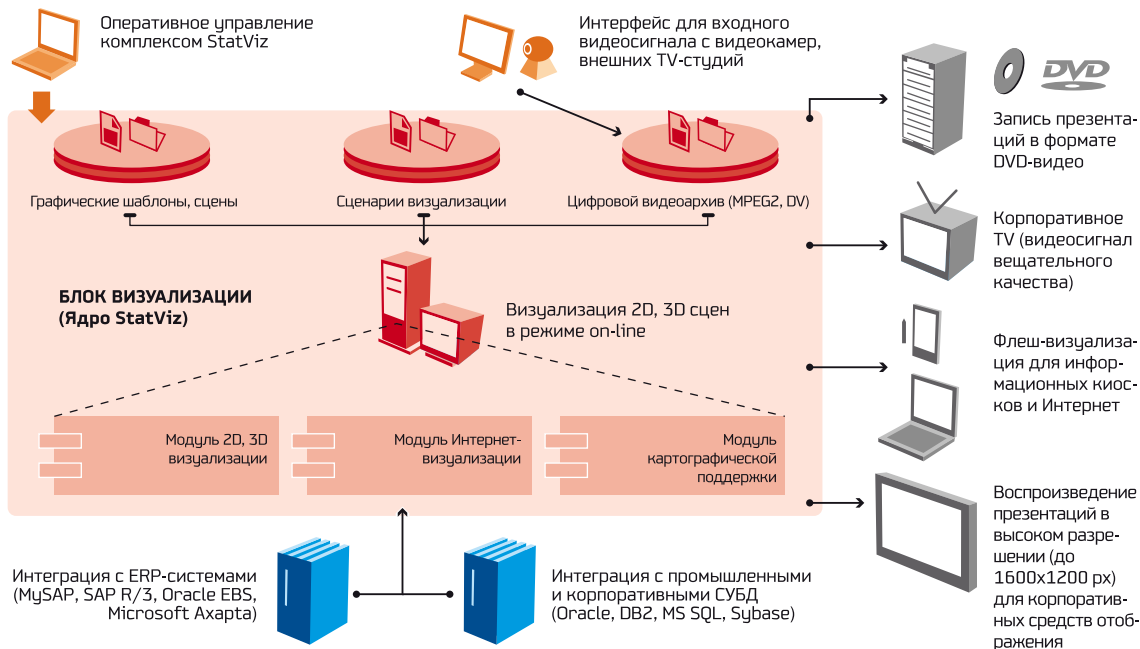 Оперативное управление
комплексом StatViz
Интерфейс для входного
видеосигнала с видеокамер,
внешних TV-студий
DVD
Запись презента-
ций в формате
DVD-видео
Графические шаблоны, сцены
Сценарии визуализации
Цифровой видеоархив (MPEG2, DV)
Корпоративное
TV (видеосигнал
вещательного
качества)
БЛОК ВИЗУАЛИЗАЦИИ
(Ядро StatViz)
Визуализация 2D, 3D сцен
в режиме on-line
Флеш-визуализа-
ция для инфор-
мационных киос-
ков и Интернет
Модуль 2D, 3D
визуализации
Модуль Интернет-
визуализации
Модуль
картографической
поддержки
Воспроизведение
презентаций в
высоком разре-
шении (до
1600x1200 px)
для корпоратив-
ных средств отоб-
ражения
Интеграция с ERP-системами
(MySAP, SAP R/3, Oracle EBS,
Microsoft Axapta)
Интеграция с промышленными
и корпоративными СУБД
(Oracle, DB2, MS SQL, Sybase)